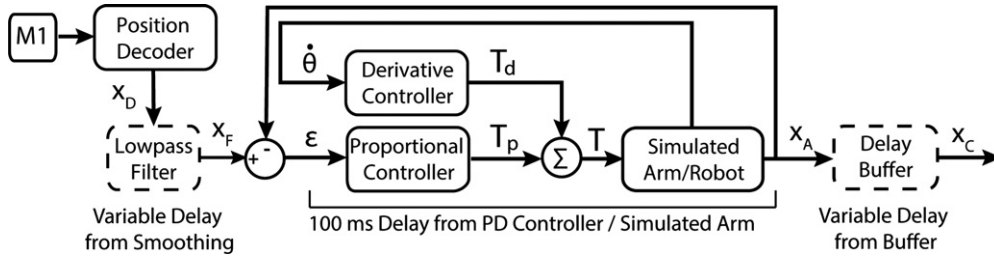 M1
Position
Decoder
x_D
Lowpass
Filter
Variable Delay
from Smoothing
x_F
+
-
ε
θ̇
Derivative
Controller
T_d
Proportional
Controller
T_p
Σ
T
Simulated
Arm/Robot
100 ms Delay from PD Controller / Simulated Arm
x_A
Delay
Buffer
Variable Delay
from Buffer
x_C